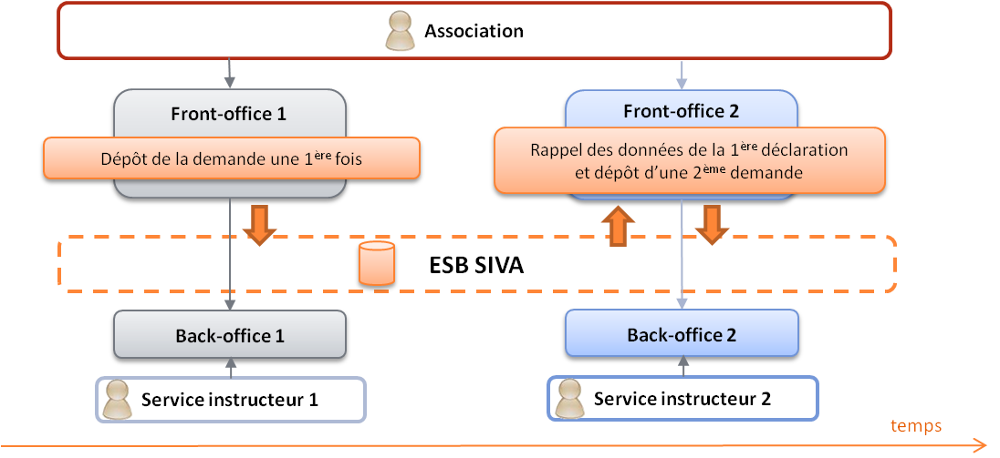 Association
Front-office 1
Dépôt de la demande une 1ère fois
Front-office 2
Rappel des données de la 1ère déclaration
et dépôt d’une 2ème demande
ESB SIVA
Back-office 1
Back-office 2
Service instructeur 1
Service instructeur 2
temps